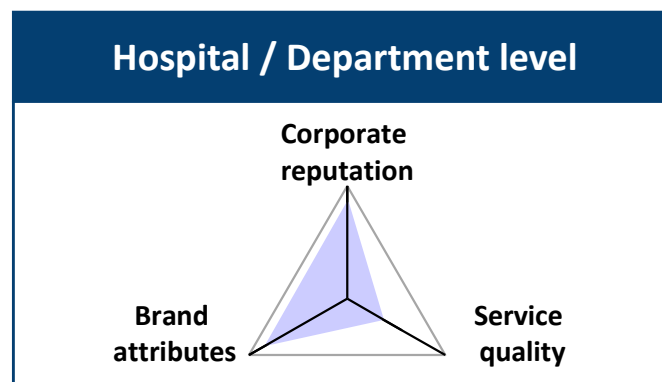 Hospital / Department level
Corporate
reputation
Brand
attributes
Service
quality